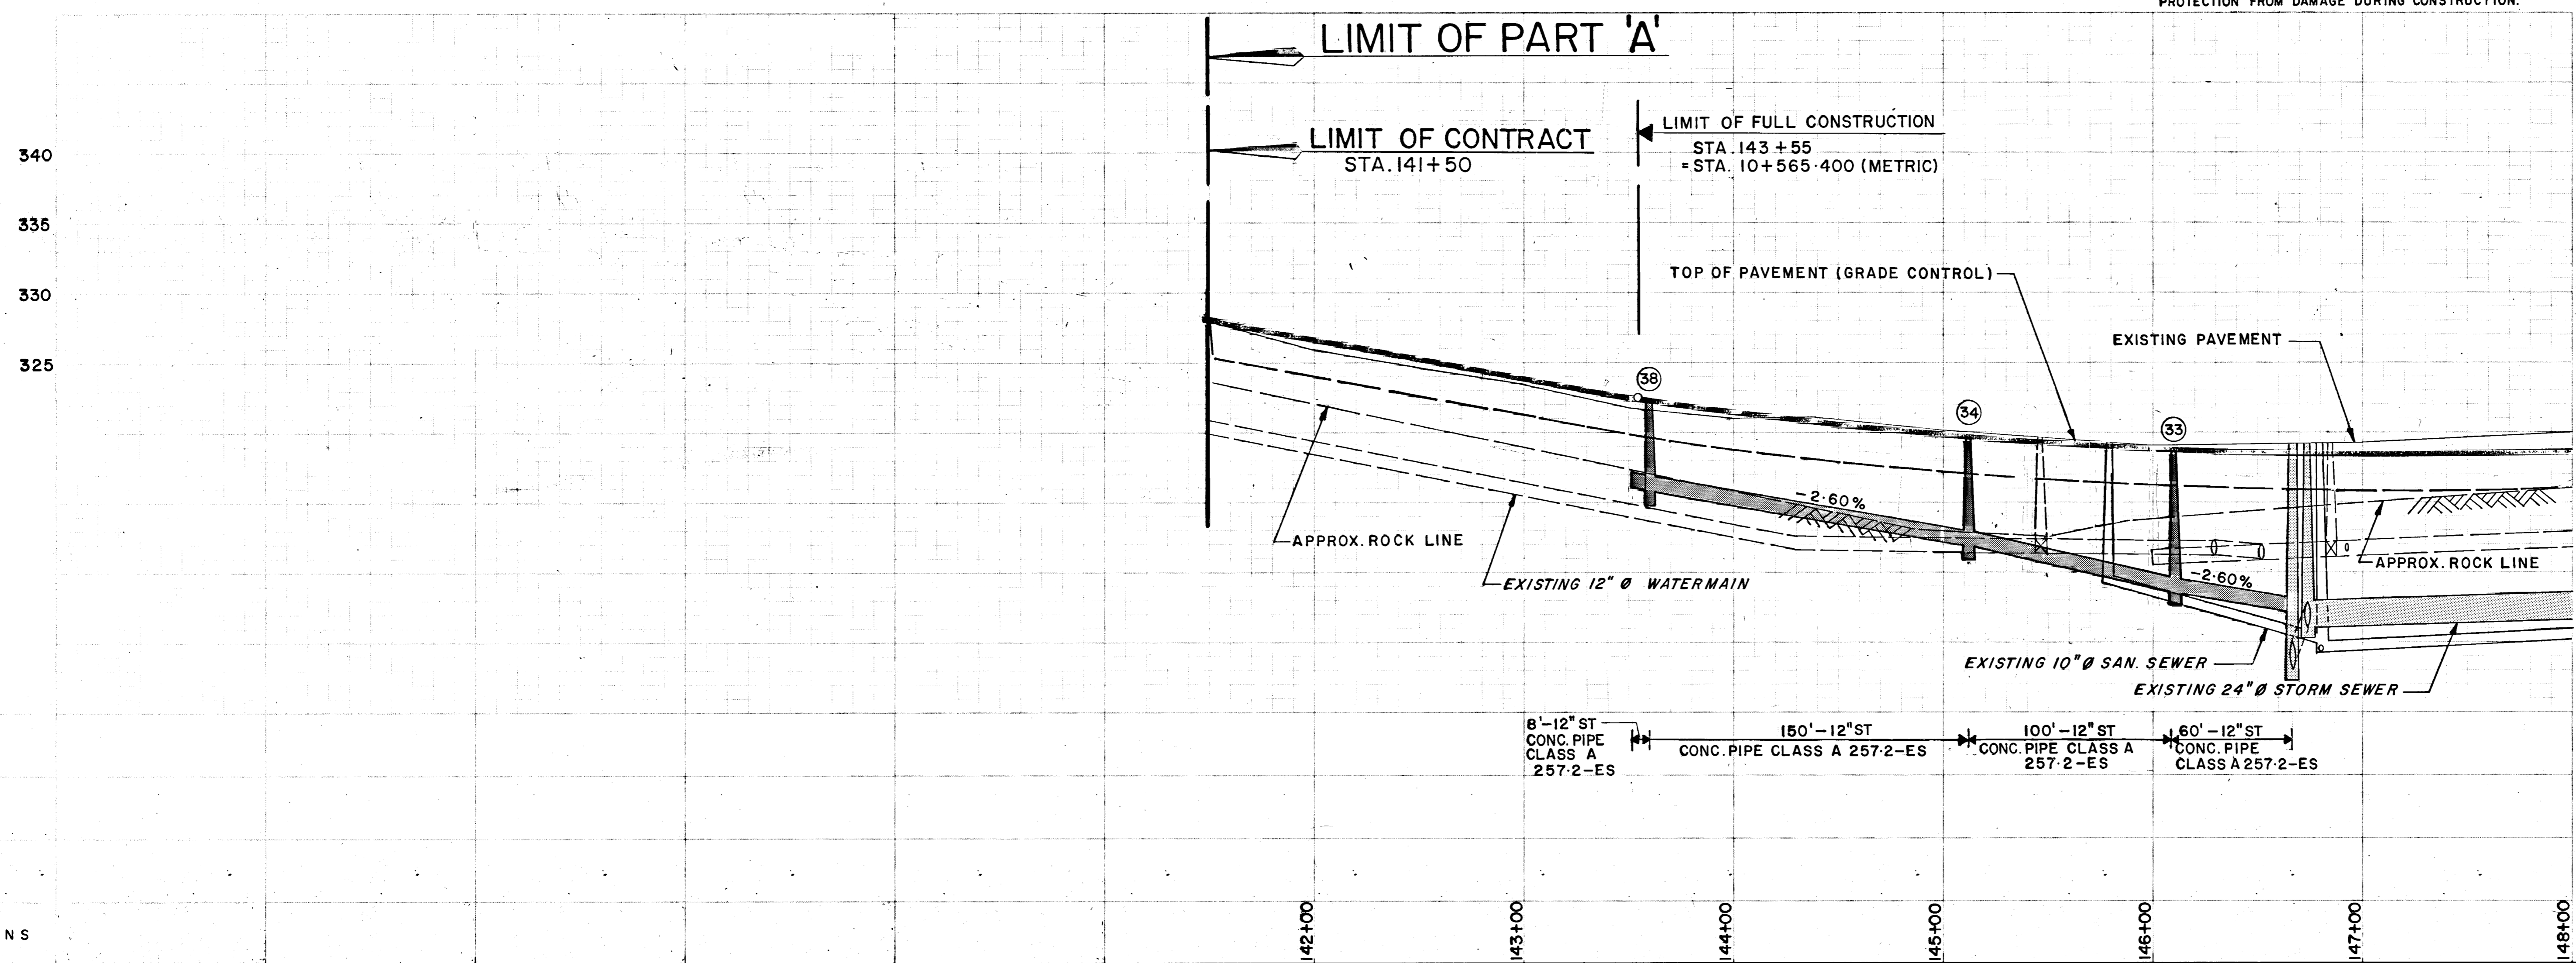 PROTECTION FROM DAMAGE DURING CONSTRUCTION.
LIMIT OF PART 'A'
LIMIT OF CONTRACT
STA. 141+50
LIMIT OF FULL CONSTRUCTION
STA. 143+55
= STA. 10+565·400 (METRIC)
340
335
330
325
TOP OF PAVEMENT (GRADE CONTROL)
EXISTING PAVEMENT
38
34
33
-2·60%
-2·60%
APPROX. ROCK LINE
APPROX. ROCK LINE
EXISTING 12" Ø WATERMAIN
EXISTING 10" Ø SAN. SEWER
EXISTING 24" Ø STORM SEWER
8'-12" ST
CONC. PIPE
CLASS A
257·2-ES
150'-12" ST
CONC. PIPE CLASS A 257·2-ES
100'-12" ST
CONC. PIPE CLASS A
257·2-ES
60'-12" ST
CONC. PIPE
CLASS A 257·2-ES
NS
142+00
143+00
144+00
145+00
146+00
147+00
148+00